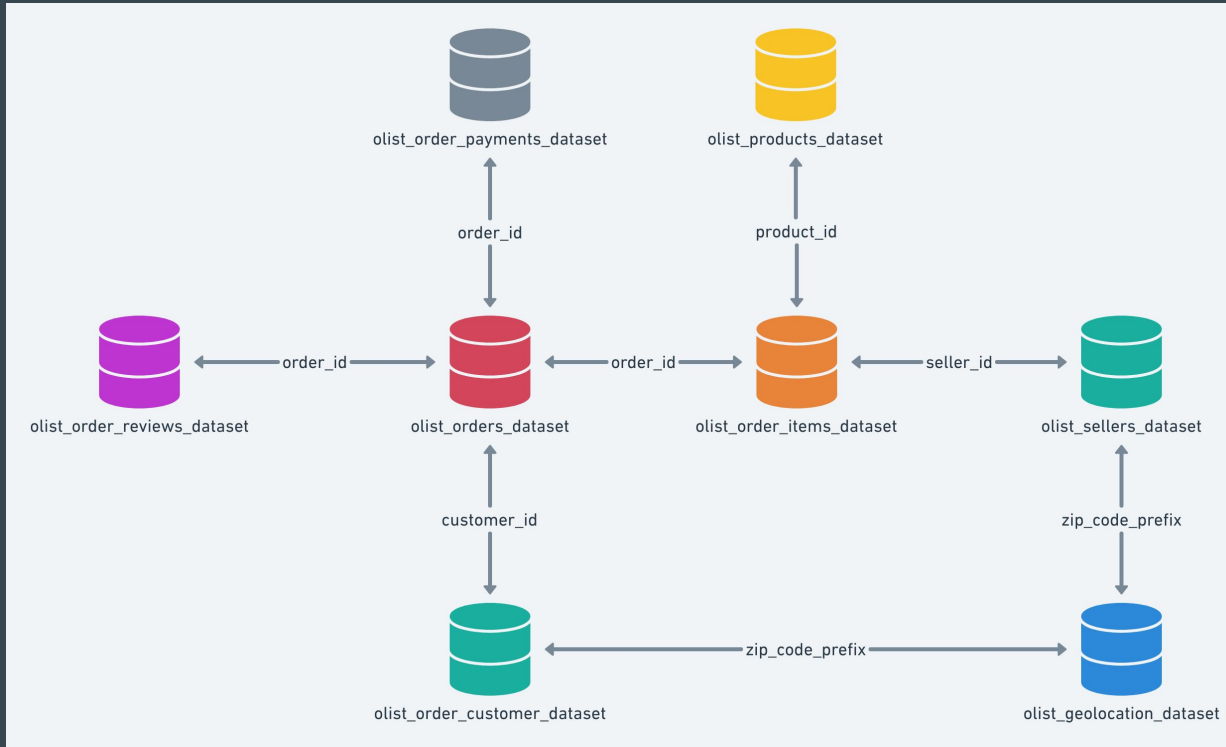 olist_order_payments_dataset
olist_products_dataset
order_id
product_id
order_id
order_id
seller_id
olist_order_reviews_dataset
olist_orders_dataset
olist_order_items_dataset
olist_sellers_dataset
customer_id
zip_code_prefix
zip_code_prefix
olist_order_customer_dataset
olist_geolocation_dataset